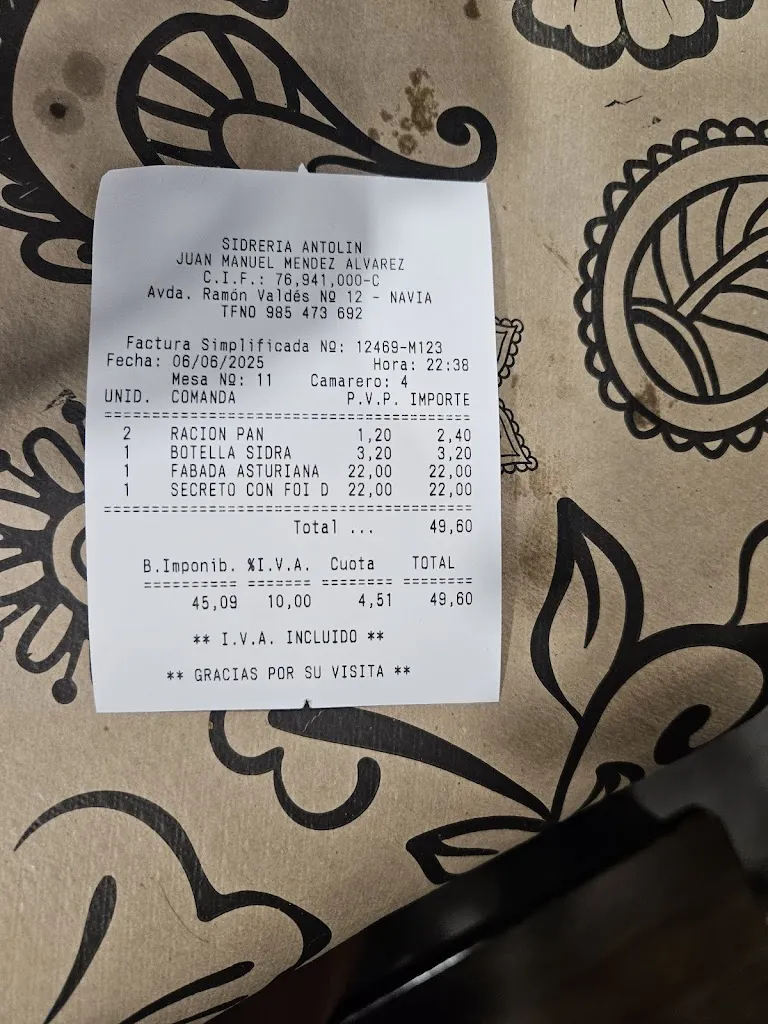 SIDRERIA ANTOLIN
JUAN MANUEL MENDEZ ALVAREZ
C.I.F.: 76,941,000-C
Avda. Ramón Valdés Nº 12 - NAVIA
TFNO 985 473 692
Factura Simplificada Nº: 12469-M123
Fecha: 06/06/2025 Hora: 22:38
Mesa Nº: 11 Camarero: 4
UNID. COMANDA P.V.P. IMPORTE
2 RACION PAN 1,20 2,40
1 BOTELLA SIDRA 3,20 3,20
1 FABADA ASTURIANA 22,00 22,00
1 SECRETO CON FOI D 22,00 22,00
Total ... 49,60
B.Imponib. %I.V.A. Cuota TOTAL
45,09 10,00 4,51 49,60
** I.V.A. INCLUIDO **
** GRACIAS POR SU VISITA **